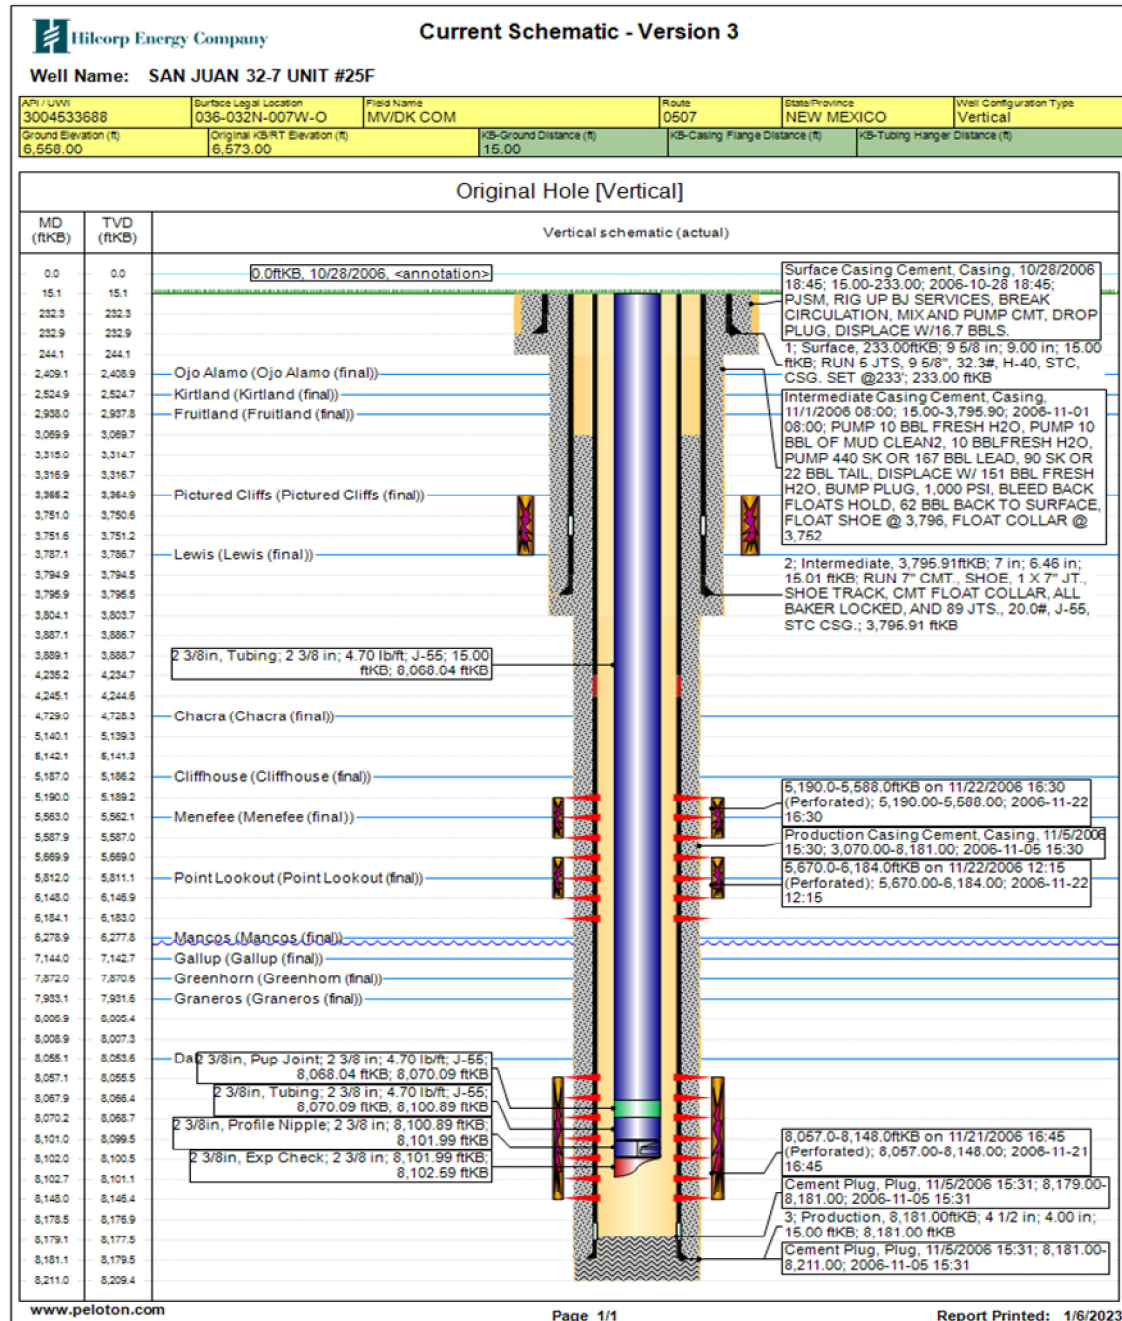 Hilcorp Energy Company
Current Schematic - Version 3
Well Name: SAN JUAN 32-7 UNIT #25F
API / UWI
3004533688
Surface Legal Location
036-032N-007W-O
Field Name
MV/DK COM
Route
0507
State/Province
NEW MEXICO
Well Configuration Type
Vertical
Ground Elevation (ft)
6,558.00
Original KB/RT Elevation (ft)
6,573.00
KB-Ground Distance (ft)
15.00
KB-Casing Flange Distance (ft)
KB-Tubing Hanger Distance (ft)
Original Hole [Vertical]
MD
(ftKB)
TVD
(ftKB)
Vertical schematic (actual)
0.0 0.0
15.1 15.1
232.3 232.3
232.9 232.9
244.1 244.1
2,409.1 2,408.9
2,524.9 2,524.7
2,938.0 2,937.8
3,069.9 3,069.7
3,315.0 3,314.7
3,316.9 3,316.7
3,365.2 3,364.9
3,751.0 3,750.6
3,751.6 3,751.2
3,787.1 3,786.7
3,794.9 3,794.5
3,795.9 3,795.5
3,804.1 3,803.7
3,887.1 3,886.7
3,889.1 3,888.7
4,235.2 4,234.7
4,245.1 4,244.6
4,729.0 4,728.3
5,140.1 5,139.3
5,142.1 5,141.3
5,187.0 5,186.2
5,190.0 5,189.2
5,563.0 5,562.1
5,587.9 5,587.0
5,669.9 5,669.0
5,812.0 5,811.1
6,148.0 6,146.9
6,184.1 6,183.0
6,278.9 6,277.8
7,144.0 7,142.7
7,872.0 7,870.6
7,933.1 7,931.6
8,006.9 8,005.4
8,008.9 8,007.3
8,055.1 8,053.6
8,057.1 8,055.5
8,067.9 8,066.4
8,070.2 8,068.7
8,101.0 8,099.5
8,102.0 8,100.5
8,102.7 8,101.1
8,148.0 8,146.4
8,178.5 8,176.9
8,179.1 8,177.5
8,181.1 8,179.5
8,211.0 8,209.4
0.0ftKB, 10/28/2006, <annotation>
Ojo Alamo (Ojo Alamo (final))
Kirtland (Kirtland (final))
Fruitland (Fruitland (final))
Pictured Cliffs (Pictured Cliffs (final))
Lewis (Lewis (final))
2 3/8in, Tubing; 2 3/8 in; 4.70 lb/ft; J-55; 15.00
ftKB; 8,068.04 ftKB
Chacra (Chacra (final))
Cliffhouse (Cliffhouse (final))
Menefee (Menefee (final))
Point Lookout (Point Lookout (final))
Mancos (Mancos (final))
Gallup (Gallup (final))
Greenhorn (Greenhorn (final))
Graneros (Graneros (final))
Da
2 3/8in, Pup Joint; 2 3/8 in; 4.70 lb/ft; J-55;
8,068.04 ftKB; 8,070.09 ftKB
2 3/8in, Tubing; 2 3/8 in; 4.70 lb/ft; J-55;
8,070.09 ftKB; 8,100.89 ftKB
2 3/8in, Profile Nipple; 2 3/8 in; 8,100.89 ftKB;
8,101.99 ftKB
2 3/8in, Exp Check; 2 3/8 in; 8,101.99 ftKB;
8,102.59 ftKB
Surface Casing Cement, Casing, 10/28/2006
18:45; 15.00-233.00; 2006-10-28 18:45;
PJSM, RIG UP BJ SERVICES, BREAK
CIRCULATION, MIX AND PUMP CMT, DROP
PLUG, DISPLACE W/16.7 BBLS.
1; Surface, 233.00ftKB; 9 5/8 in; 9.00 in; 15.00
ftKB; RUN 5 JTS, 9 5/8", 32.3#, H-40, STC,
CSG. SET @233'; 233.00 ftKB
Intermediate Casing Cement, Casing,
11/1/2006 08:00; 15.00-3,795.90; 2006-11-01
08:00; PUMP 10 BBL FRESH H2O, PUMP 10
BBL OF MUD CLEAN2, 10 BBLFRESH H2O,
PUMP 440 SK OR 167 BBL LEAD, 90 SK OR
22 BBL TAIL, DISPLACE W/ 151 BBL FRESH
H2O, BUMP PLUG, 1,000 PSI, BLEED BACK
FLOATS HOLD, 62 BBL BACK TO SURFACE,
FLOAT SHOE @ 3,796, FLOAT COLLAR @
3,752
2; Intermediate, 3,795.91ftKB; 7 in; 6.46 in;
15.01 ftKB; RUN 7" CMT., SHOE, 1 X 7" JT.,
SHOE TRACK, CMT FLOAT COLLAR, ALL
BAKER LOCKED, AND 89 JTS., 20.0#, J-55,
STC CSG.; 3,795.91 ftKB
5,190.0-5,588.0ftKB on 11/22/2006 16:30
(Perforated); 5,190.00-5,588.00; 2006-11-22
16:30
Production Casing Cement, Casing, 11/5/2006
15:30; 3,070.00-8,181.00; 2006-11-05 15:30
5,670.0-6,184.0ftKB on 11/22/2006 12:15
(Perforated); 5,670.00-6,184.00; 2006-11-22
12:15
8,057.0-8,148.0ftKB on 11/21/2006 16:45
(Perforated); 8,057.00-8,148.00; 2006-11-21
16:45
Cement Plug, Plug, 11/5/2006 15:31; 8,179.00-
8,181.00; 2006-11-05 15:31
3; Production, 8,181.00ftKB; 4 1/2 in; 4.00 in;
15.00 ftKB; 8,181.00 ftKB
Cement Plug, Plug, 11/5/2006 15:31; 8,181.00-
8,211.00; 2006-11-05 15:31
www.peloton.com
Page 1/1
Report Printed: 1/6/2023